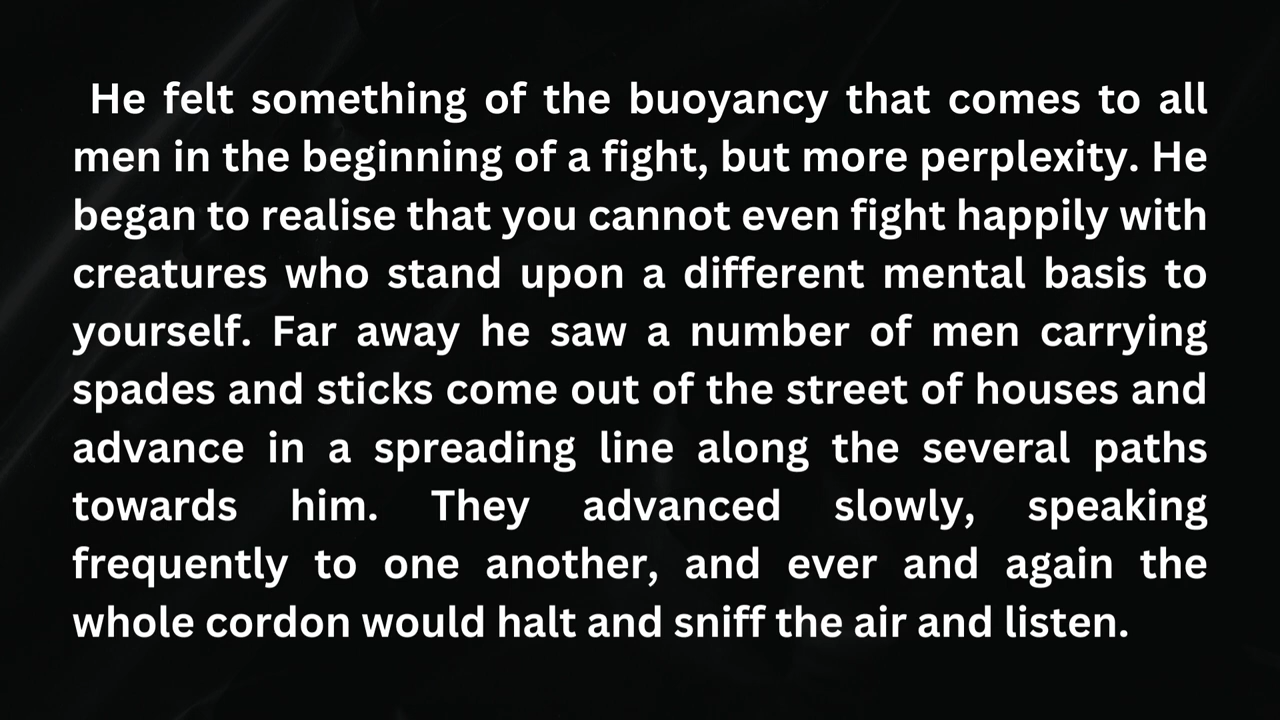 He felt something of the buoyancy that comes to all
men in the beginning of a fight, but more perplexity. He
began to realise that you cannot even fight happily with
creatures who stand upon a different mental basis to
yourself. Far away he saw a number of men carrying
spades and sticks come out of the street of houses and
advance in a spreading line along the several paths
towards him. They advanced slowly, speaking
frequently to one another, and ever and again the
whole cordon would halt and sniff the air and listen.